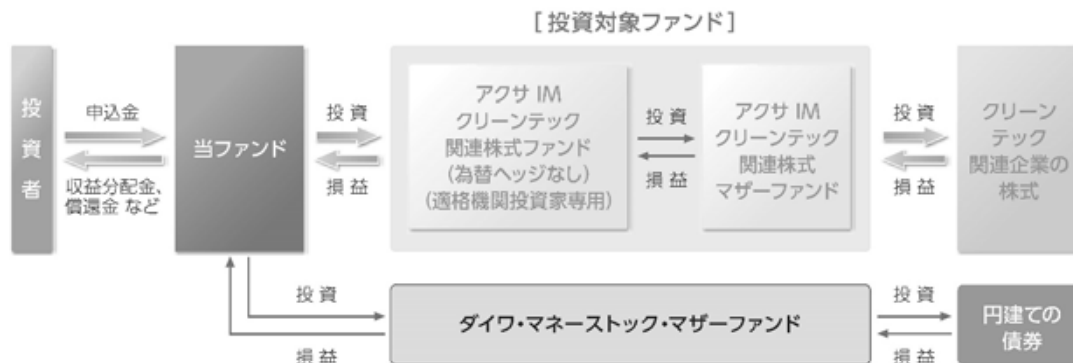 [投資対象ファンド]
投資者
申込金
収益分配金、
償還金 など
当ファンド
投資
損益
アクサ IM
クリーンテック
関連株式ファンド
(為替ヘッジなし)
(適格機関投資家専用)
投資
損益
アクサ IM
クリーンテック
関連株式
マザーファンド
投資
損益
クリーン
テック
関連企業の
株式
投資
損益
ダイワ・マネーストック・マザーファンド
投資
損益
円建ての
債券